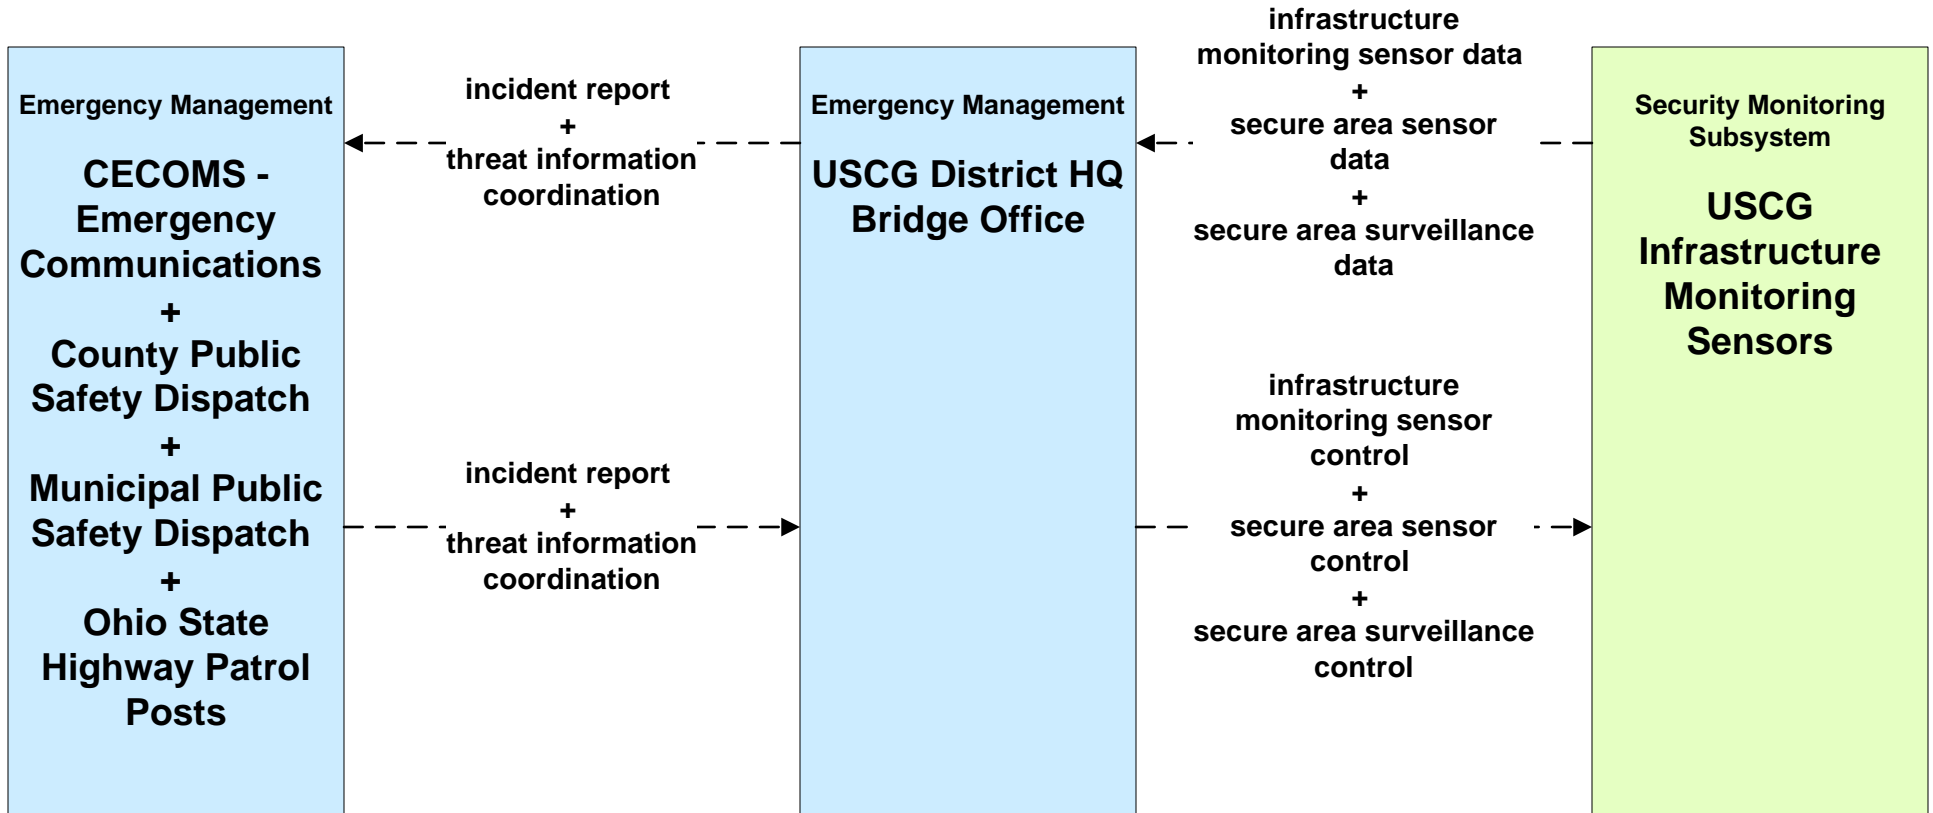 Emergency Management
CECOMS -
Emergency
Communications
+
County Public
Safety Dispatch
+
Municipal Public
Safety Dispatch
+
Ohio State
Highway Patrol
Posts
incident report
+
threat information
coordination
incident report
+
threat information
coordination
Emergency Management
USCG District HQ
Bridge Office
infrastructure
monitoring sensor data
+
secure area sensor
data
+
secure area surveillance
data
infrastructure
monitoring sensor
control
+
secure area sensor
control
+
secure area surveillance
control
Security Monitoring
Subsystem
USCG
Infrastructure
Monitoring
Sensors